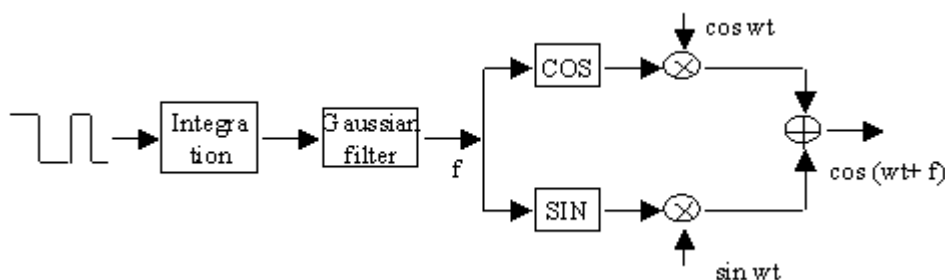 cos wt
COS
Integra
tion
Gaussian
filter
f
cos (wt+ f)
SIN
sin wt